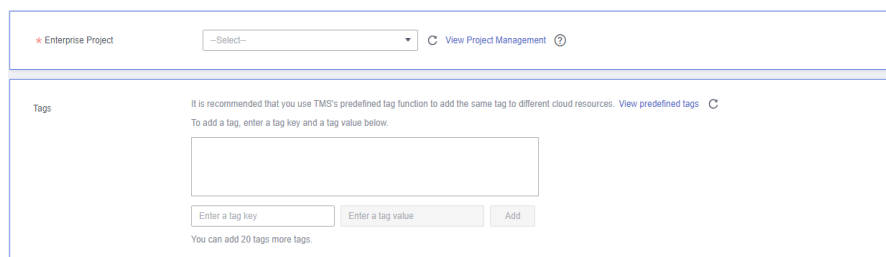 * Enterprise Project --Select-- View Project Management ?
Tags It is recommended that you use TMS's predefined tag function to add the same tag to different cloud resources. View predefined tags
To add a tag, enter a tag key and a tag value below.
Enter a tag key Enter a tag value Add
You can add 20 tags more tags.